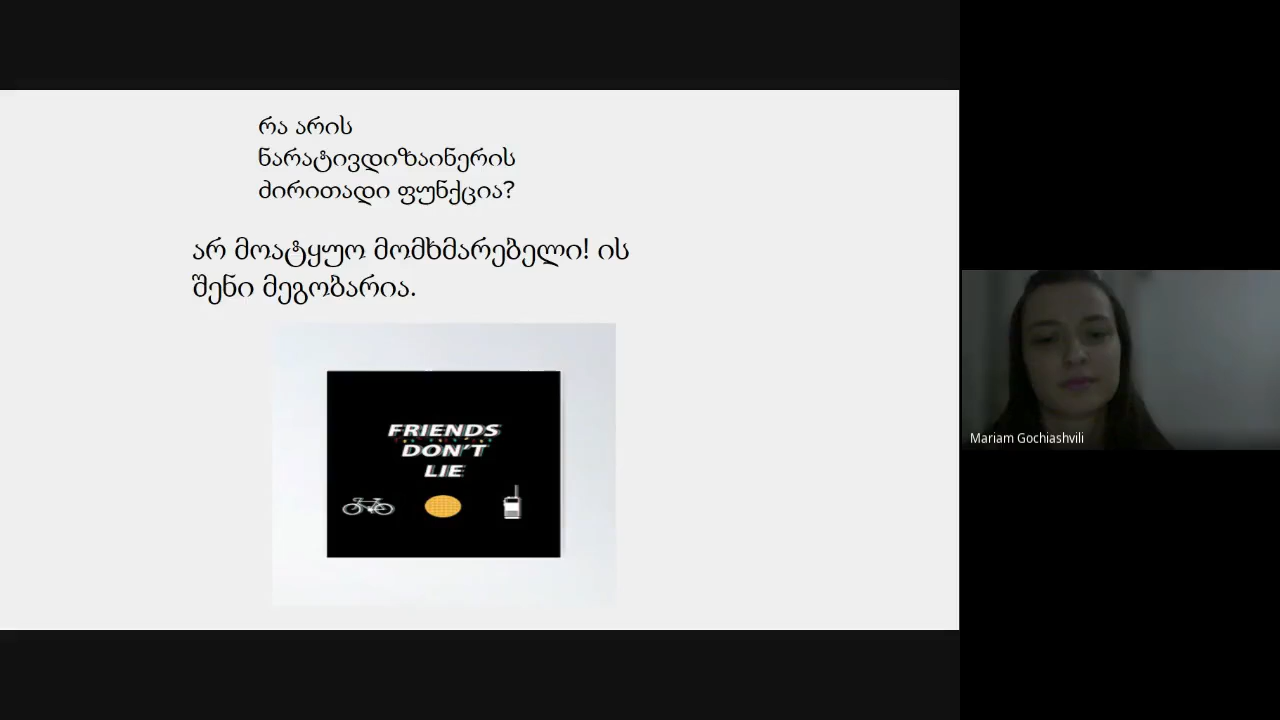 რა არის
ნარატივდიზაინერის
ძირითადი ფუნქცია?
არ მოატყუო მომხმარებელი! ის
შენი მეგობარია.
FRIENDS
DON'T
LIE
Mariam Gochiashvili